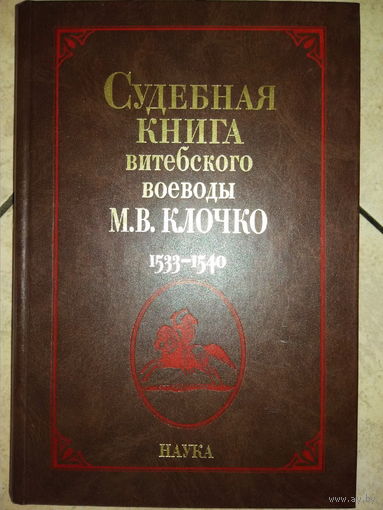 СУДЕБНАЯ
КНИГА
ВИТЕБСКОГО
ВОЕВОДЫ
М.В. КЛОЧКО
1533–1540
НАУКА